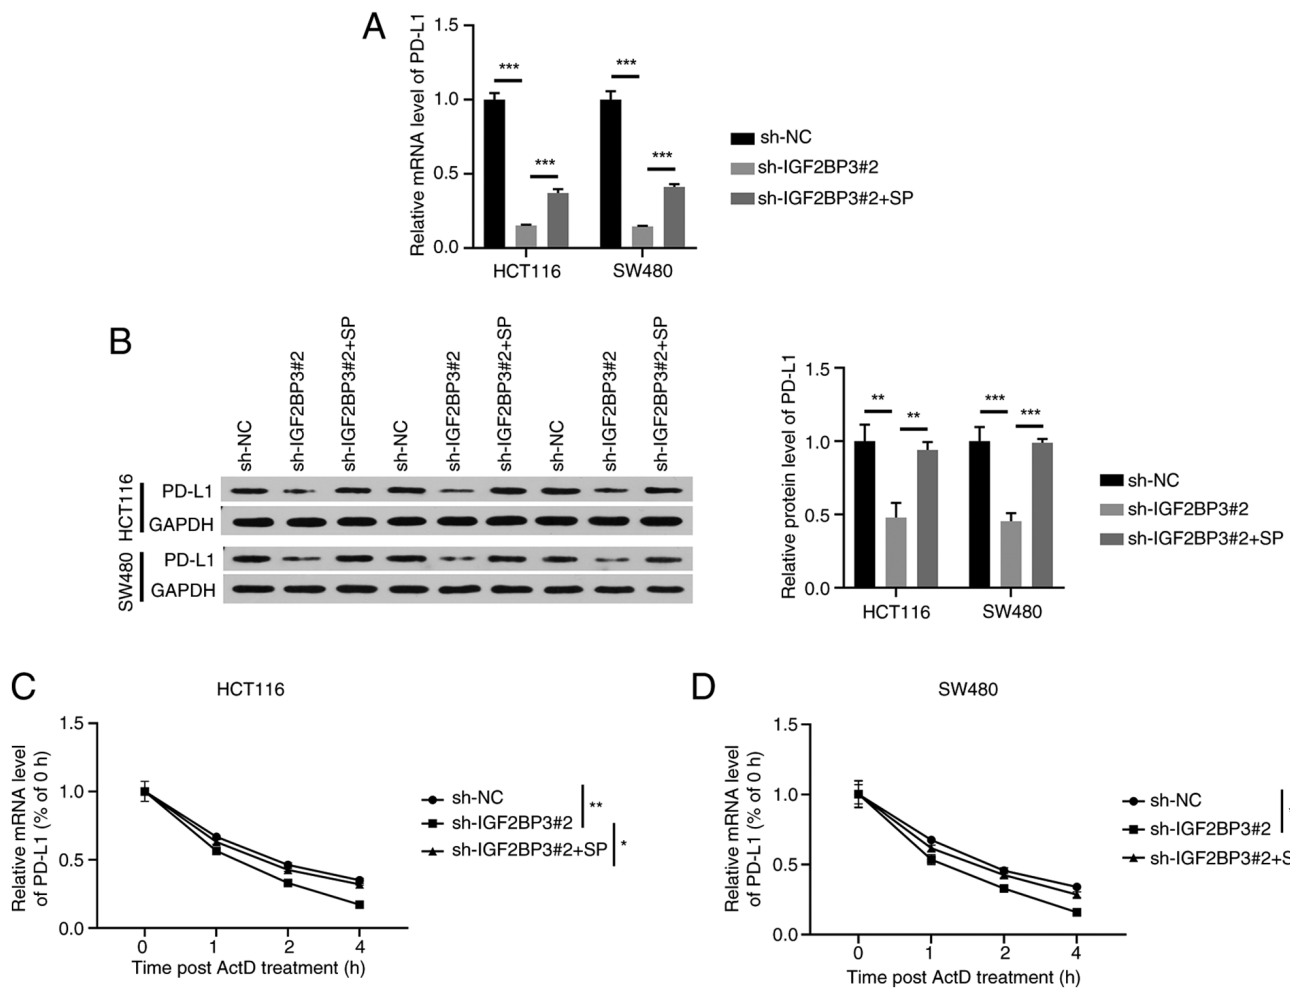 A
Relative mRNA level of PD-L1
1.5
1.0
0.5
0.0
***
***
***
***
HCT116
SW480
sh-NC
sh-IGF2BP3#2
sh-IGF2BP3#2+SP
B
sh-NC
sh-IGF2BP3#2
sh-IGF2BP3#2+SP
sh-NC
sh-IGF2BP3#2
sh-IGF2BP3#2+SP
sh-NC
sh-IGF2BP3#2
sh-IGF2BP3#2+SP
HCT116
PD-L1
GAPDH
SW480
PD-L1
GAPDH
Relative protein level of PD-L1
1.5
1.0
0.5
0.0
**
**
***
***
HCT116
SW480
sh-NC
sh-IGF2BP3#2
sh-IGF2BP3#2+SP
C
HCT116
Relative mRNA level
of PD-L1 (% of 0 h)
1.5
1.0
0.5
0.0
0
1
2
4
Time post ActD treatment (h)
sh-NC
sh-IGF2BP3#2
sh-IGF2BP3#2+SP
**
*
D
SW480
Relative mRNA level
of PD-L1 (% of 0 h)
1.5
1.0
0.5
0.0
0
1
2
4
Time post ActD treatment (h)
sh-NC
sh-IGF2BP3#2
sh-IGF2BP3#2+S